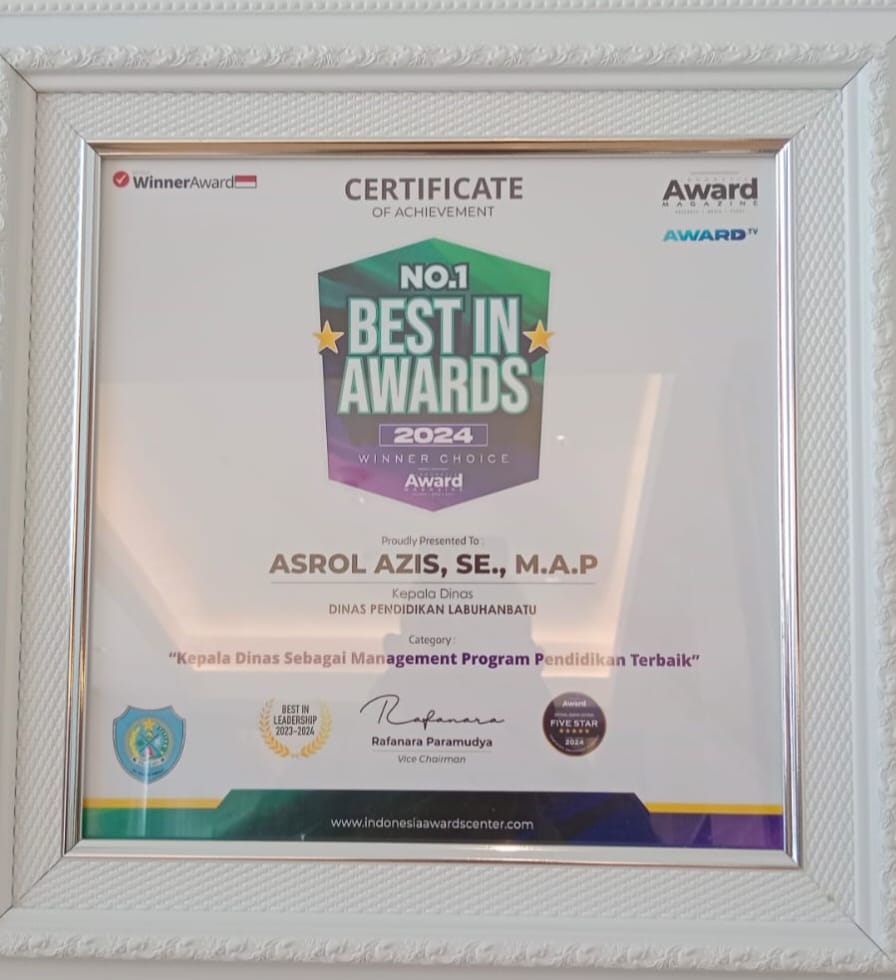 WinnerAward
CERTIFICATE
OF ACHIEVEMENT
Award
MAGAZINE
AWARD TV
NO.1
BEST IN
AWARDS
2024
WINNER CHOICE
Award
Proudly Presented To :
ASROL AZIS, SE., M.A.P
Kepala Dinas
DINAS PENDIDIKAN LABUHANBATU
Category :
“Kepala Dinas Sebagai Management Program Pendidikan Terbaik”
BEST IN
LEADERSHIP
2023-2024
Rafanara
Rafanara Paramudya
Vice Chairman
Award
FIVE STAR
2024
www.indonesiaawardscenter.com